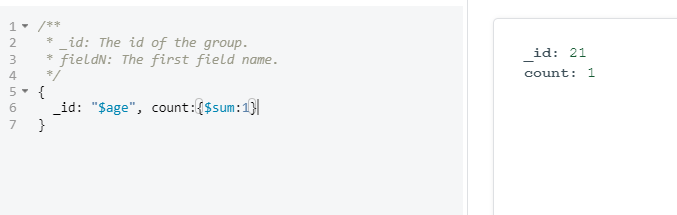 1 /**
2  * _id: The id of the group.
3  * fieldN: The first field name.
4  */
5 {
6   _id: "$age", count:{$sum:1}
7 }
_id: 21
count: 1